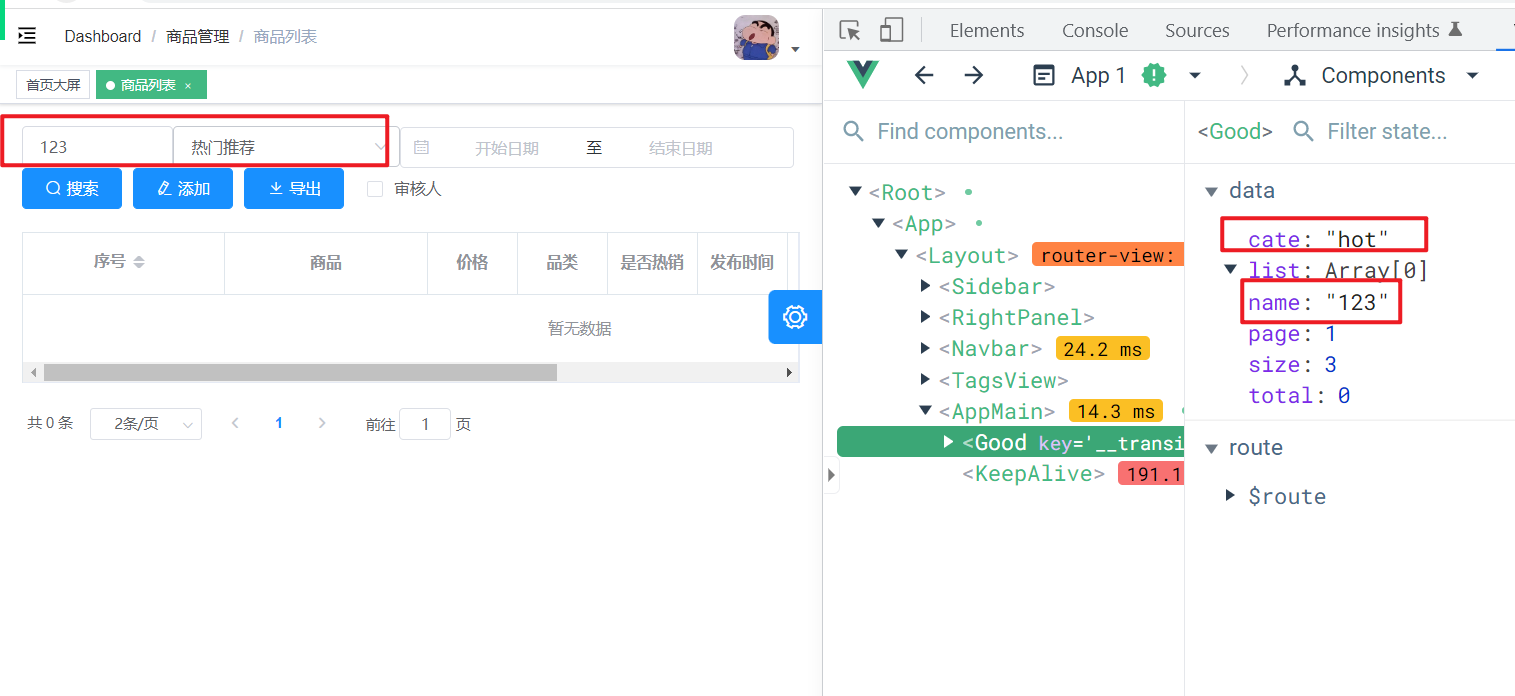 Dashboard / 商品管理 / 商品列表
首页大屏 商品列表 ×
123 热门推荐 开始日期 至 结束日期
搜索 添加 导出 审核人
序号 商品 价格 品类 是否热销 发布时间
暂无数据
共 0 条 2条/页 1 前往 1 页
Elements Console Sources Performance insights
App 1 Components
Find components...
<Root>
<App>
<Layout> router-view:
<Sidebar>
<RightPanel>
<Navbar> 24.2 ms
<TagsView>
<AppMain> 14.3 ms
<Good key='__transi
<KeepAlive> 191.1
<Good> Filter state...
data
cate: "hot"
list: Array[0]
name: "123"
page: 1
size: 3
total: 0
route
$route